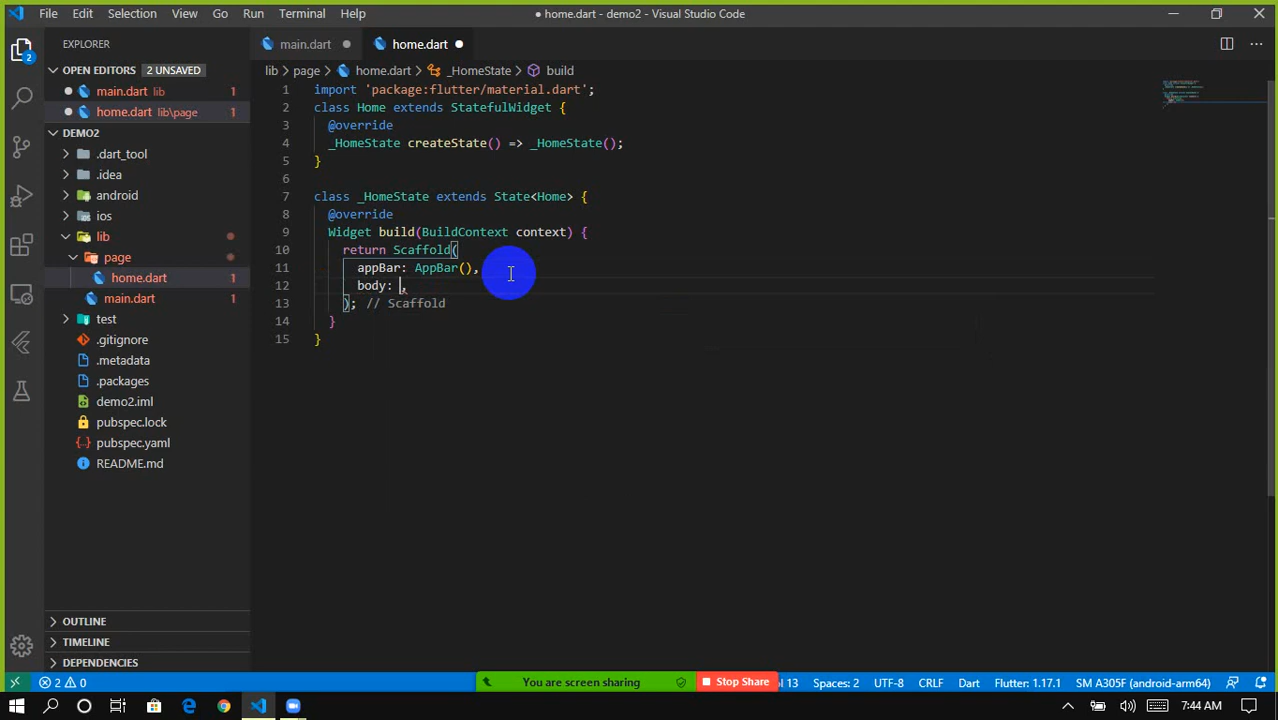 File Edit Selection View Go Run Terminal Help
● home.dart - demo2 - Visual Studio Code
EXPLORER
OPEN EDITORS 2 UNSAVED
main.dart lib 1
home.dart lib\page 1
DEMO2
.dart_tool
.idea
android
ios
lib
page 1
home.dart 1
main.dart 1
test
.gitignore
.metadata
.packages
demo2.iml
pubspec.lock
pubspec.yaml
README.md
OUTLINE
TIMELINE
DEPENDENCIES
2
main.dart ● home.dart ●
lib > page > home.dart > _HomeState > build
1 import 'package:flutter/material.dart';
2 class Home extends StatefulWidget {
3 @override
4 _HomeState createState() => _HomeState();
5 }
6
7 class _HomeState extends State<Home> {
8 @override
9 Widget build(BuildContext context) {
10 return Scaffold(
11 appBar: AppBar(),
12 body: ,
13 ); // Scaffold
14 }
15 }
2 0 You are screen sharing Stop Share ol 13 Spaces: 2 UTF-8 CRLF Dart Flutter: 1.17.1 SM A305F (android-arm64)
7:44 AM